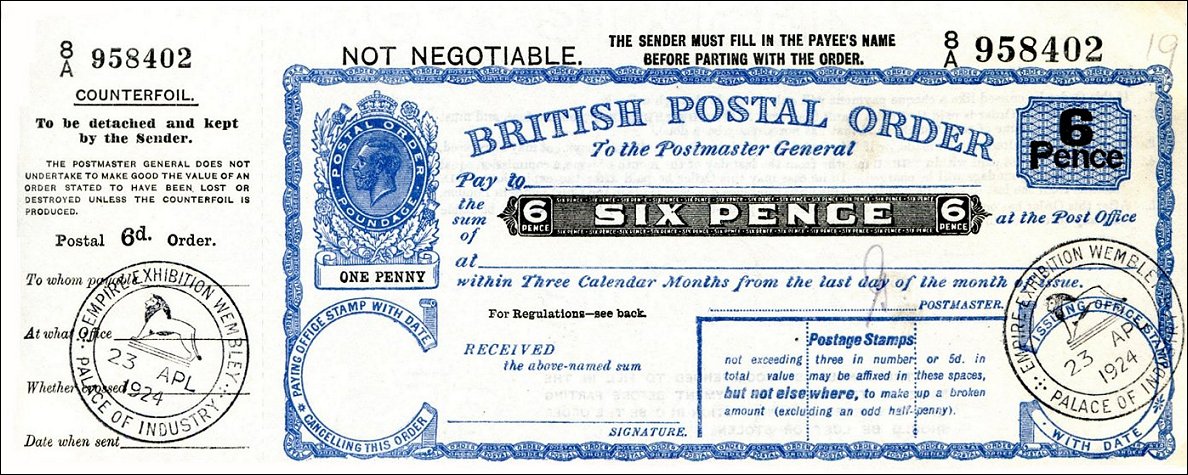 8/A 958402
COUNTERFOIL.
To be detached and kept
by the Sender.
THE POSTMASTER GENERAL DOES NOT
UNDERTAKE TO MAKE GOOD THE VALUE OF AN
ORDER STATED TO HAVE BEEN LOST OR
DESTROYED UNLESS THE COUNTERFOIL IS
PRODUCED.
Postal 6d. Order.
To whom payable
At what Office
Whether crossed
Date when sent
EMPIRE EXHIBITION WEMBLEY
23 APL
1924
PALACE OF INDUSTRY
NOT NEGOTIABLE.
THE SENDER MUST FILL IN THE PAYEE'S NAME
BEFORE PARTING WITH THE ORDER.
8/A 958402
19
POSTAL ORDER
POUNDAGE
ONE PENNY
BRITISH POSTAL ORDER
To the Postmaster General
6
Pence
Pay to
the
sum
of
6 PENCE
SIX PENCE
6 PENCE
at the Post Office
at
within Three Calendar Months from the last day of the month of issue.
POSTMASTER.
For Regulations—see back.
PAYING OFFICE STAMP WITH DATE
CANCELLING THIS ORDER
RECEIVED
the above-named sum
SIGNATURE.
Postage Stamps
not exceeding three in number or 5d. in
total value may be affixed in these spaces,
but not elsewhere, to make up a broken
amount (excluding an odd half-penny).
ISSUING OFFICE STAMP
WITH DATE
EMPIRE EXHIBITION WEMBLEY
23 APL
1924
PALACE OF INDUSTRY